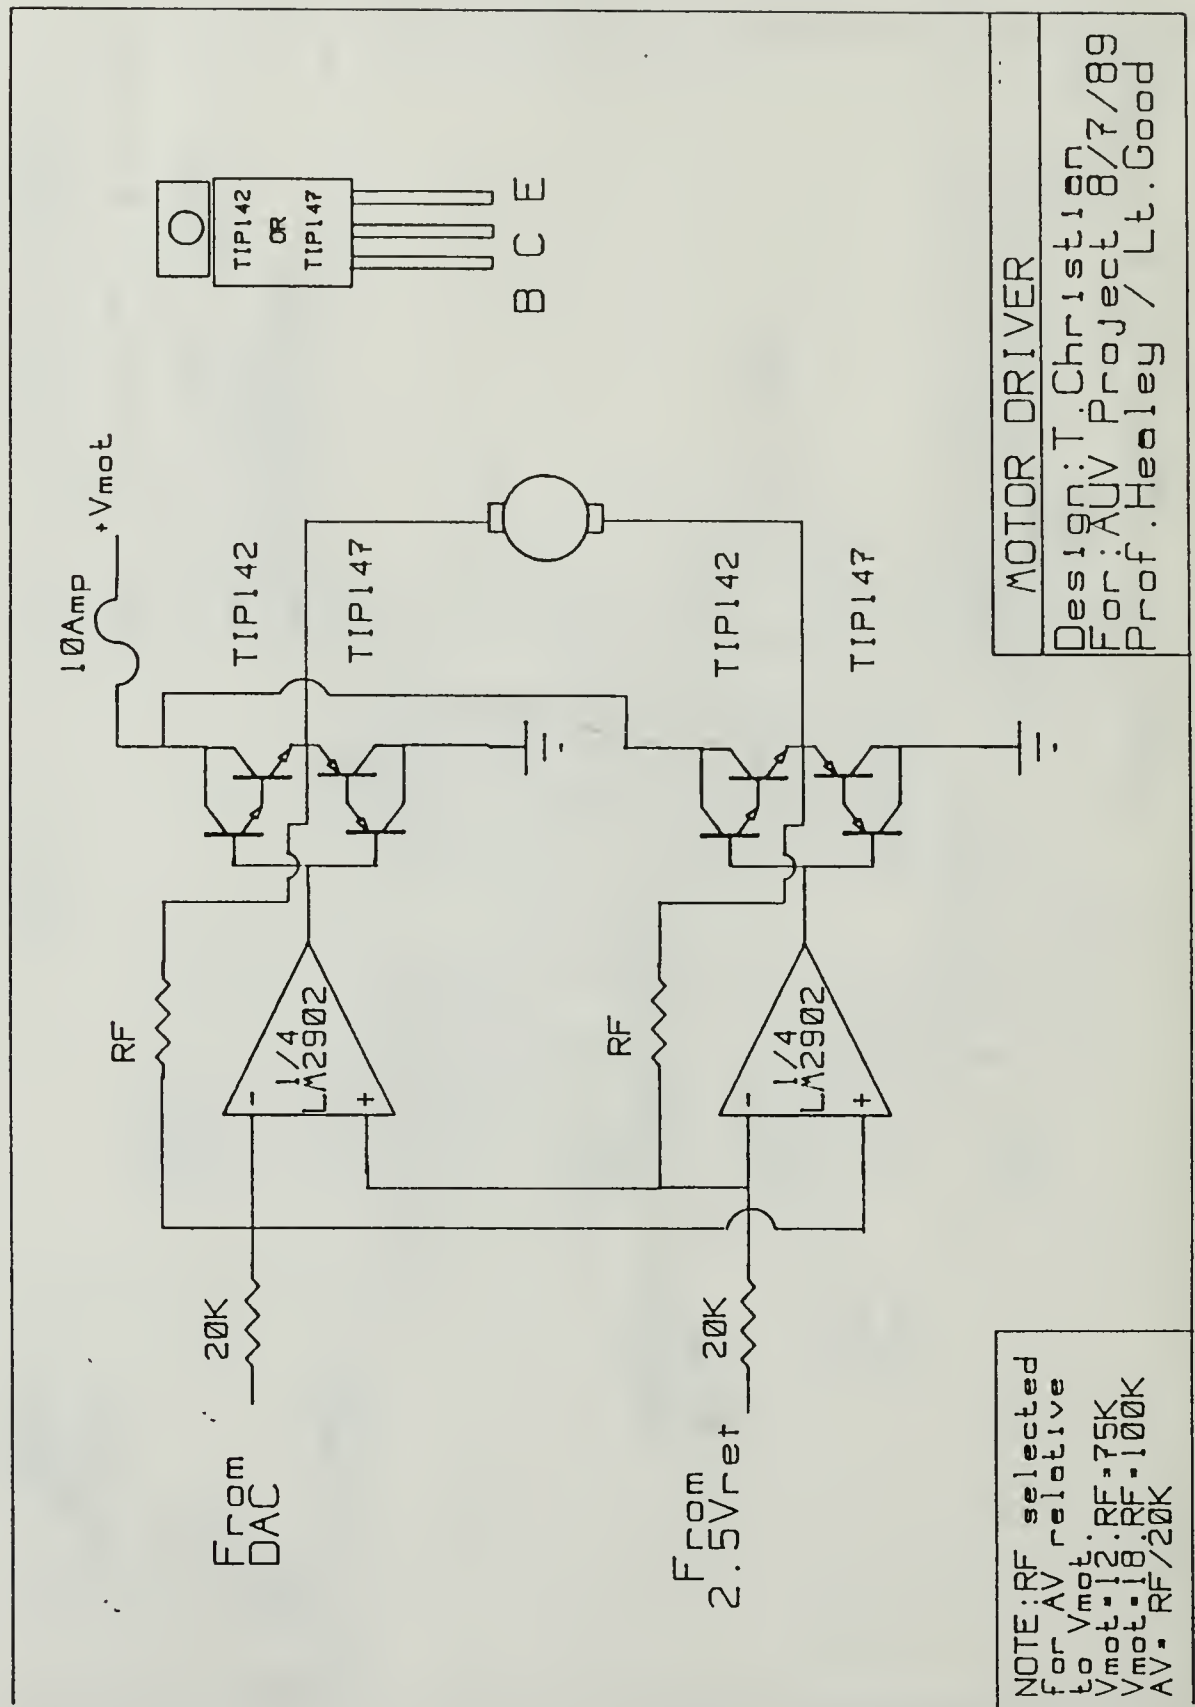 10Amp
+Vmot
TIP142
OR
TIP147
B C E
RF
TIP142
TIP147
From
DAC
20K
-
1/4
LM2902
+
RF
TIP142
TIP147
From
2.5Vref
20K
-
1/4
LM2902
+
NOTE:RF selected
for AV relative
to Vmot.
Vmot=12.RF=75K
Vmot=18.RF=100K
AV= RF/20K
MOTOR DRIVER
Design:T.Christian
For:AUV Project 8/7/89
Prof.Healey / Lt.Good